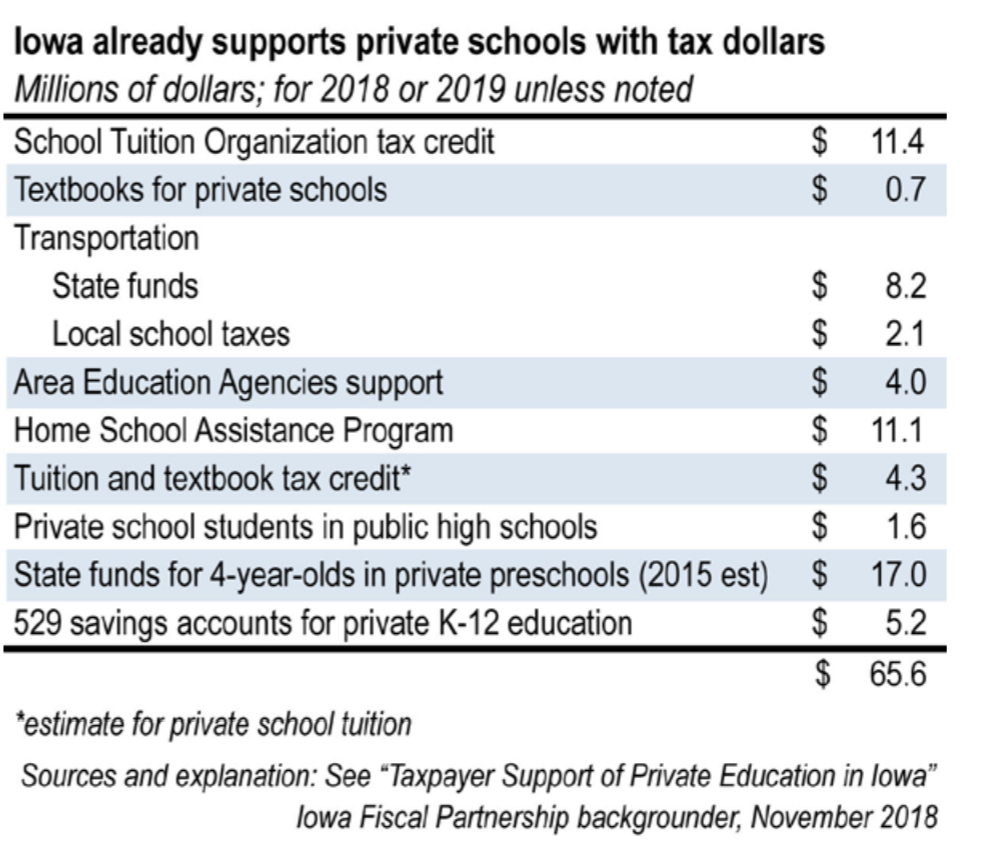 Iowa already supports private schools with tax dollars
Millions of dollars; for 2018 or 2019 unless noted
School Tuition Organization tax credit $ 11.4
Textbooks for private schools $ 0.7
Transportation
State funds $ 8.2
Local school taxes $ 2.1
Area Education Agencies support $ 4.0
Home School Assistance Program $ 11.1
Tuition and textbook tax credit* $ 4.3
Private school students in public high schools $ 1.6
State funds for 4-year-olds in private preschools (2015 est) $ 17.0
529 savings accounts for private K-12 education $ 5.2
$ 65.6
*estimate for private school tuition
Sources and explanation: See “Taxpayer Support of Private Education in Iowa”
Iowa Fiscal Partnership backgrounder, November 2018